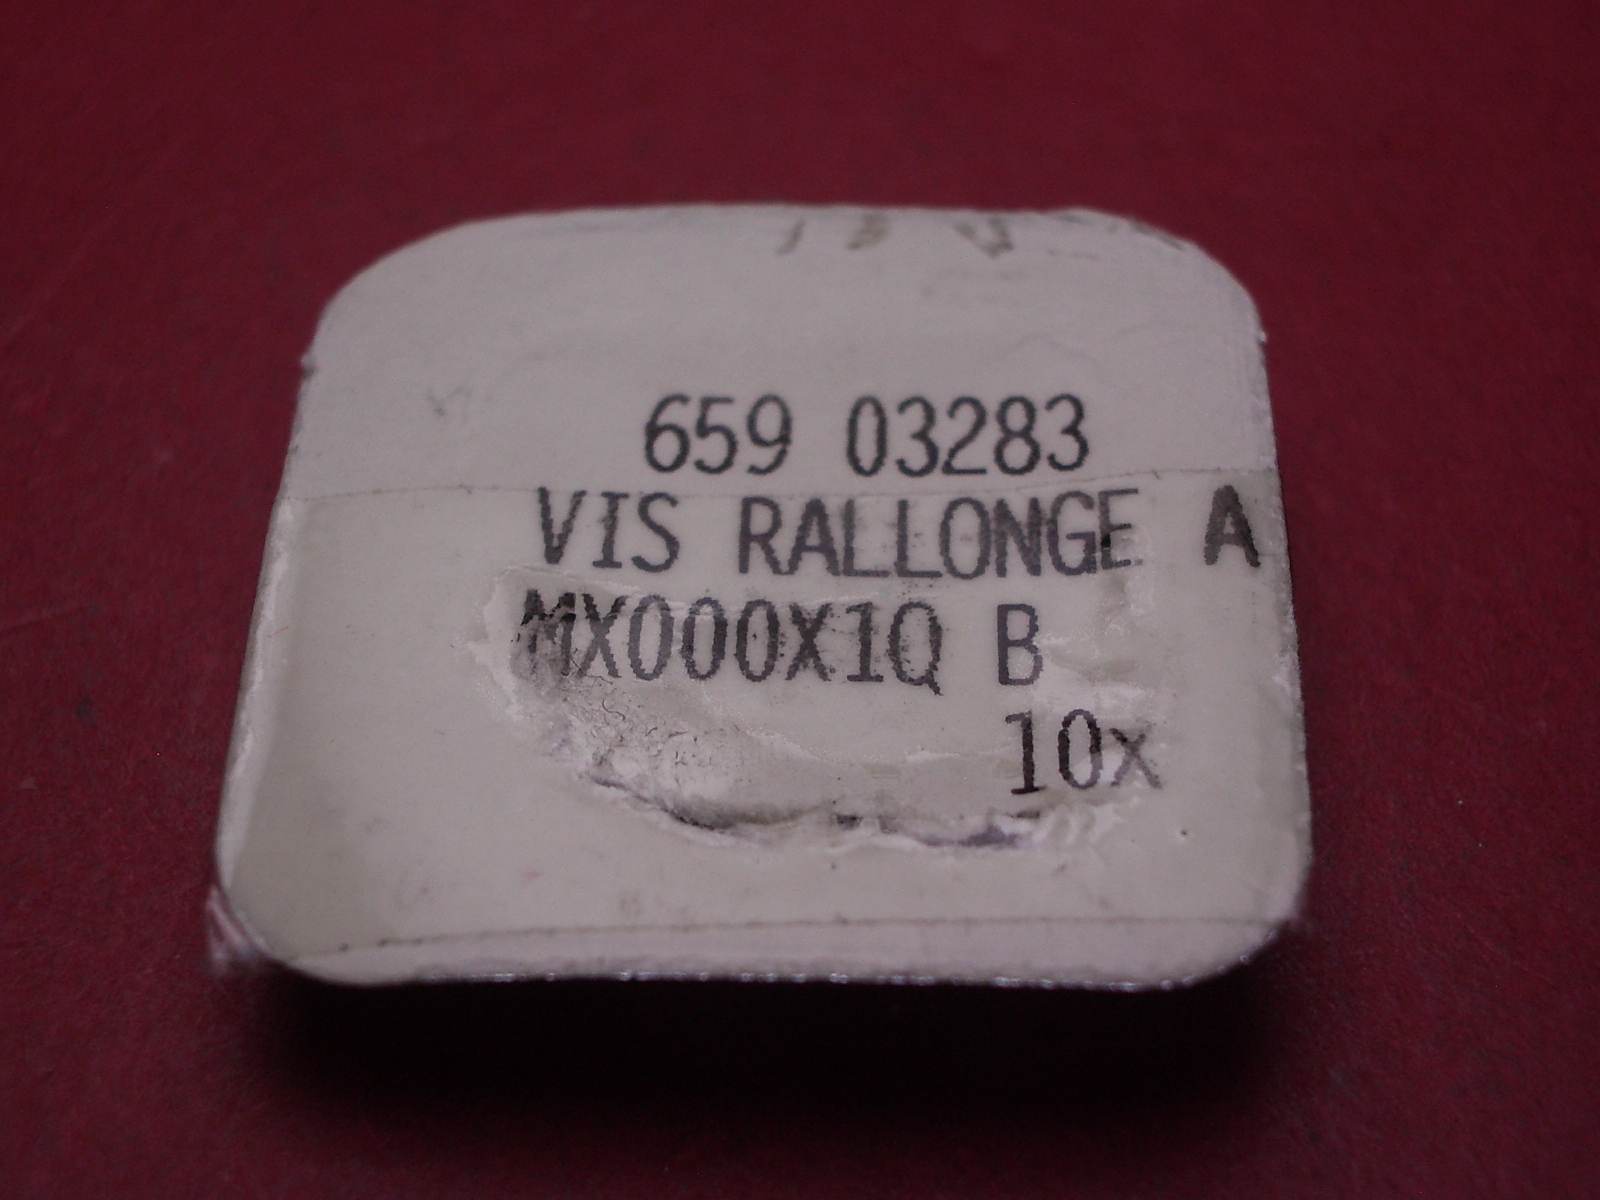 659 03283
VIS RALLONGE A
MX000X1Q B
10x